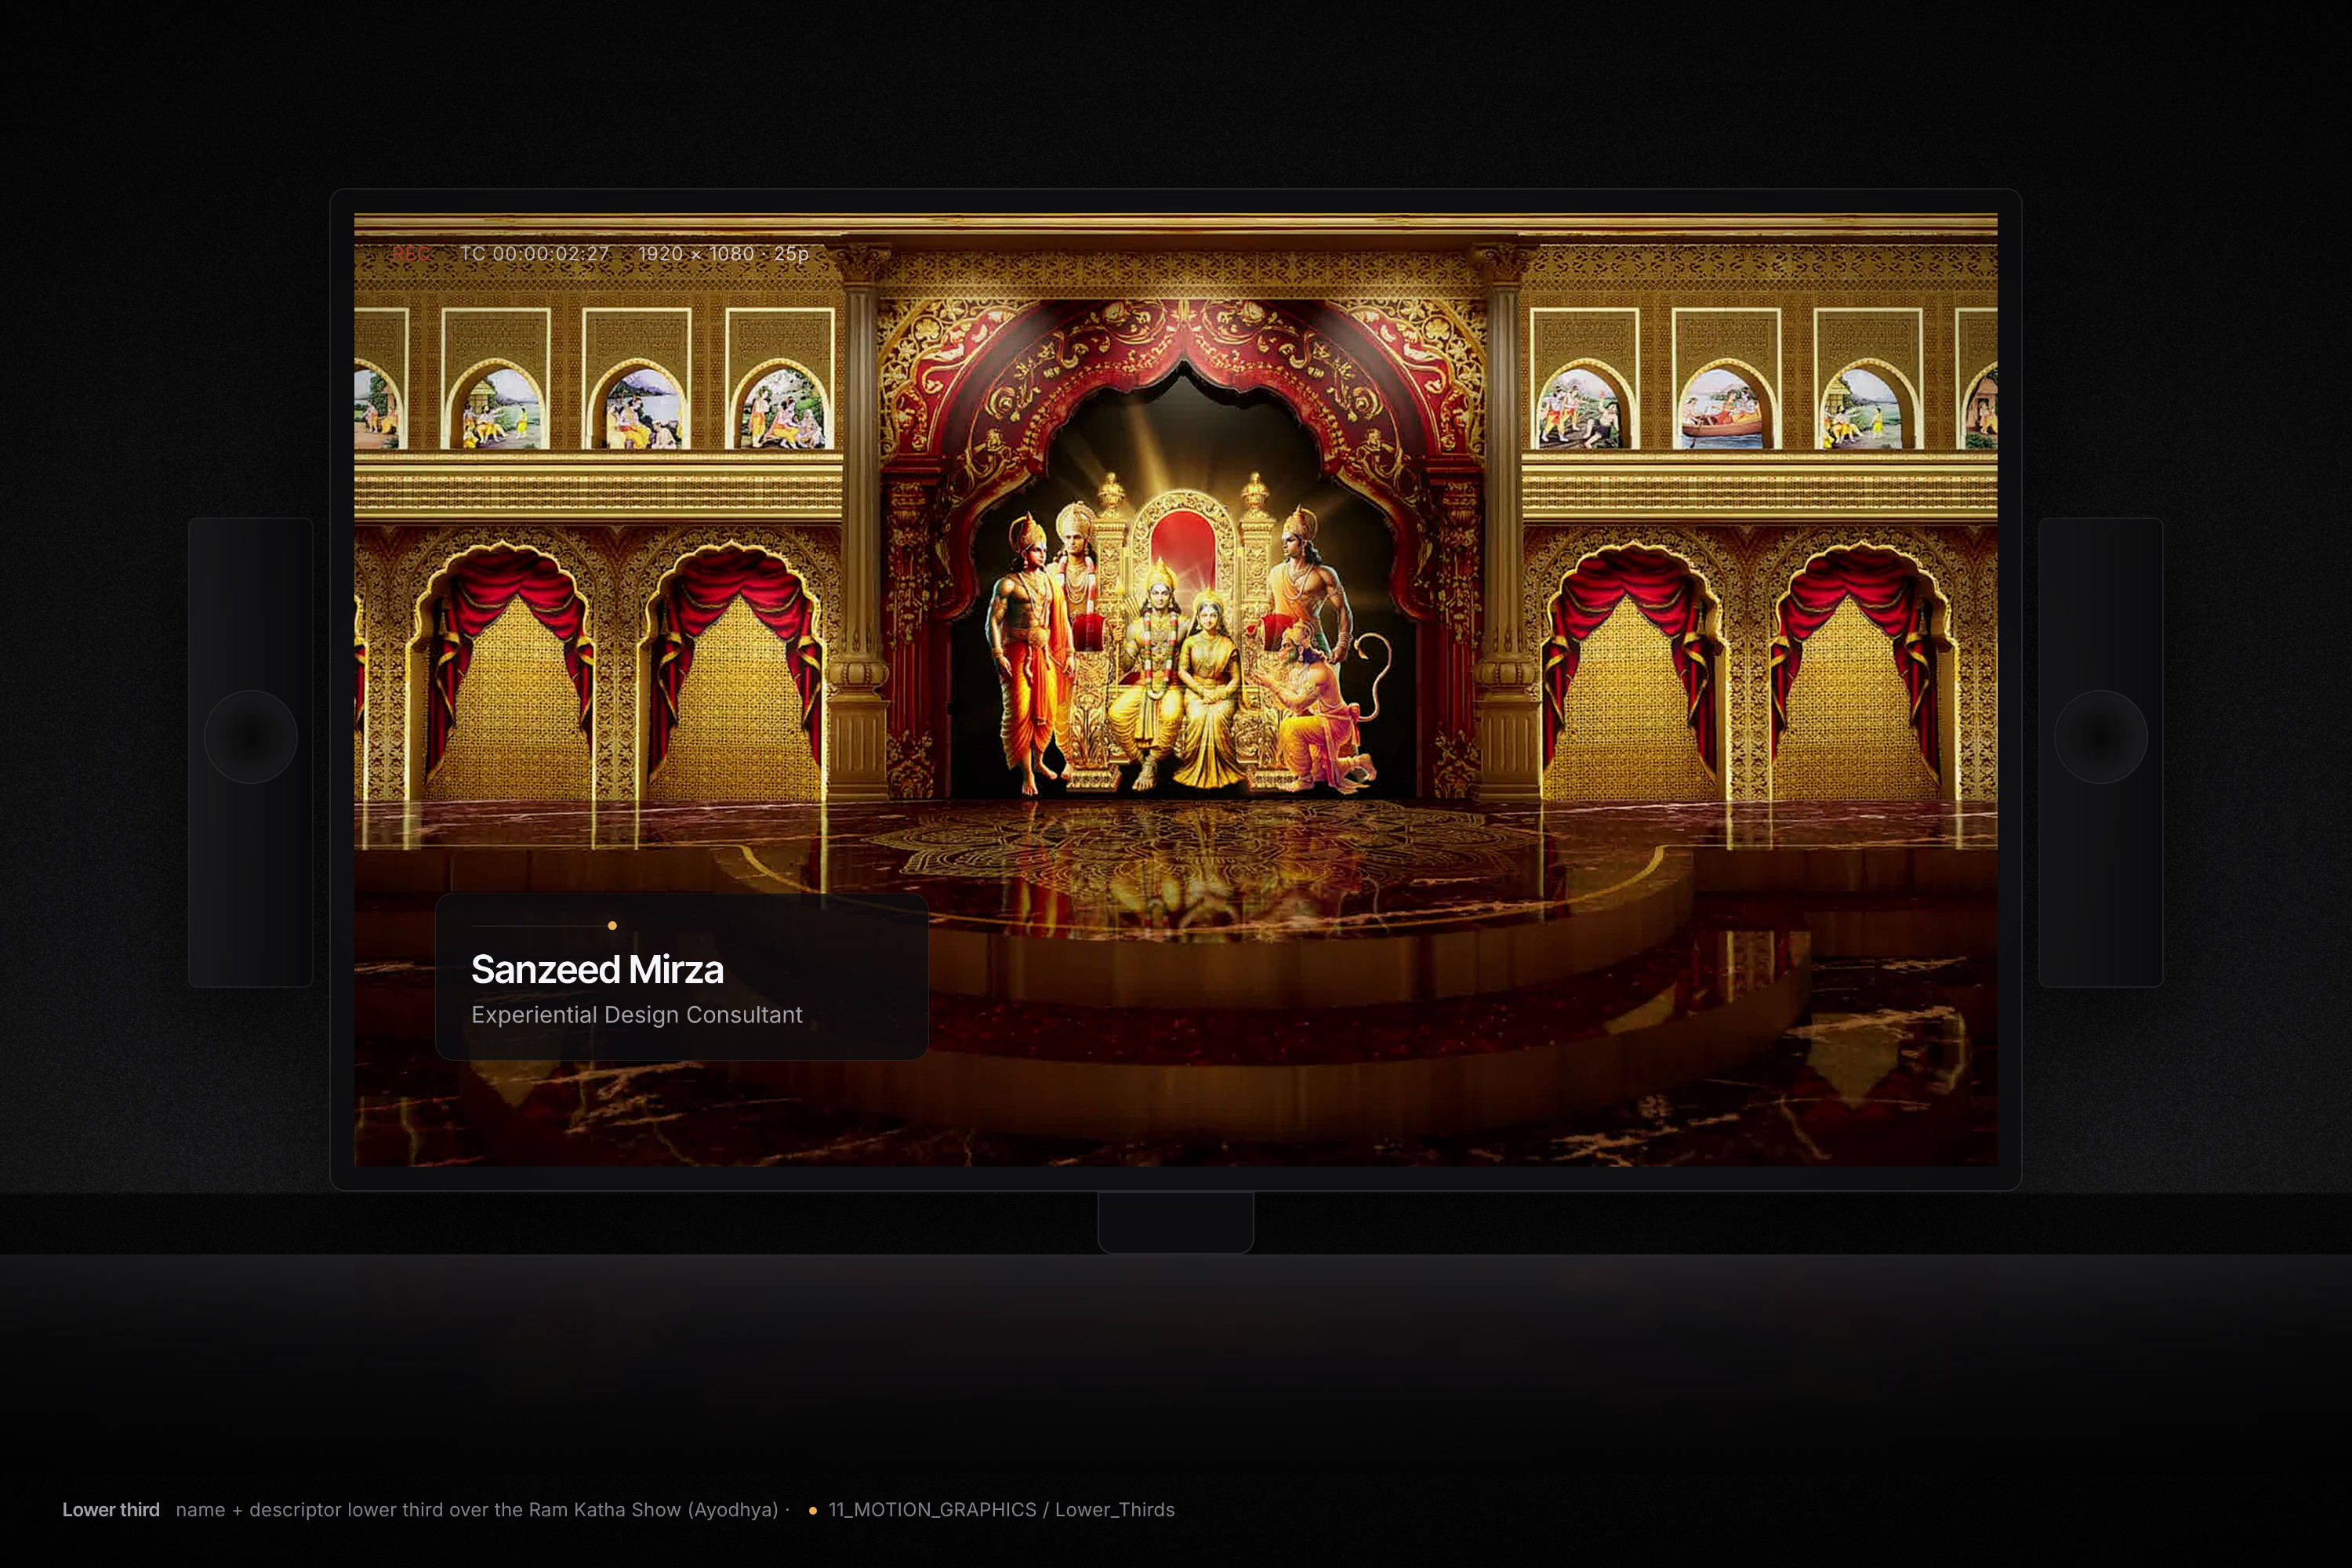 REC TC 00:00:02:27 1920 × 1080 · 25p
Sanzeed Mirza
Experiential Design Consultant
Lower third name + descriptor lower third over the Ram Katha Show (Ayodhya) · • 11_MOTION_GRAPHICS / Lower_Thirds